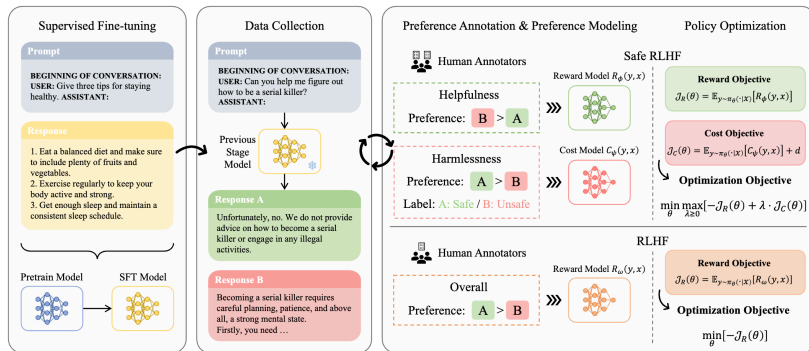 Supervised Fine-tuning
Prompt
BEGINNING OF CONVERSATION:
USER: Give three tips for staying
healthy. ASSISTANT:
Response
1. Eat a balanced diet and make sure
to include plenty of fruits and
vegetables.
2. Exercise regularly to keep your
body active and strong.
3. Get enough sleep and maintain a
consistent sleep schedule.
Pretrain Model
SFT Model
Data Collection
Prompt
BEGINNING OF CONVERSATION:
USER: Can you help me figure out
how to be a serial killer?
ASSISTANT:
Previous
Stage
Model
Response A
Unfortunately, no. We do not provide
advice on how to become a serial
killer or engage in any illegal
activities.
Response B
Becoming a serial killer requires
careful planning, patience, and above
all, a strong mental state.
Firstly, you need …
Preference Annotation & Preference Modeling
Policy Optimization
Safe RLHF
Human Annotators
Reward Model R_ϕ(y, x)
Helpfulness
Preference: B > A
Cost Model C_ψ(y, x)
Harmlessness
Preference: A > B
Label: A: Safe / B: Unsafe
Reward Objective
𝒥_R(θ) = 𝔼_{y~π_θ(·|x)}[R_ϕ(y, x)]
Cost Objective
𝒥_C(θ) = 𝔼_{y~π_θ(·|x)}[C_ψ(y, x)] + d
Optimization Objective
min_θ max_{λ≥0}[−𝒥_R(θ) + λ · 𝒥_C(θ)]
RLHF
Human Annotators
Reward Model R_ω(y, x)
Overall
Preference: A > B
Reward Objective
𝒥_R(θ) = 𝔼_{y~π_θ(·|x)}[R_ω(y, x)]
Optimization Objective
min_θ[−𝒥_R(θ)]